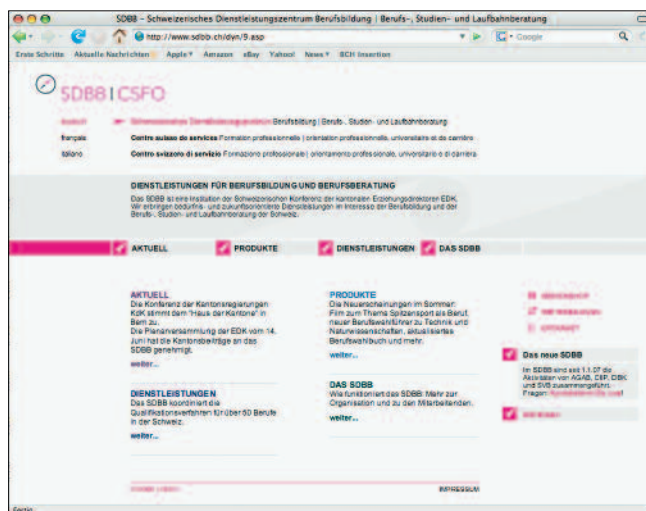 SDBB – Schweizerisches Dienstleistungszentrum Berufsbildung | Berufs-, Studien- und Laufbahnberatung
http://www.sdbb.ch/dyn/9.asp
Google
Erste Schritte Aktuelle Nachrichten Apple Amazon eBay Yahoo! News BCH Insertion
SDBB|CSFO
Berufsbildung | Berufs-, Studien- und Laufbahnberatung
français Centro suisse de services Formation professionnelle | orientation professionnelle, universitaire et de carrière
italiano Centro svizzero di servizio Formazione professionale | orientamento professionale, universitario e di carriera
DIENSTLEISTUNGEN FÜR BERUFSBILDUNG UND BERUFSBERATUNG
Das SDBB ist eine Institution der Schweizerischen Konferenz der kantonalen Erziehungsdirektoren EDK.
Wir erbringen bedürfnis- und zukunftsorientierte Dienstleistungen im Interesse der Berufsbildung und der
Berufs-, Studien- und Laufbahnberatung der Schweiz.
AKTUELL PRODUKTE DIENSTLEISTUNGEN DAS SDBB
AKTUELL
Die Konferenz der Kantonsregierungen
KdK stimmt dem "Haus der Kantone" in
Bern zu.
Die Plenarversammlung der EDK vom 14.
Juni hat die Kantonsbeiträge an das
SDBB genehmigt.
weiter...
DIENSTLEISTUNGEN
Das SDBB koordiniert die
Qualifikationsverfahren für über 50 Berufe
in der Schweiz.
weiter...
PRODUKTE
Die Neuerscheinungen im Sommer:
Film zum Thema Spitzensport als Beruf,
neuer Berufswahlführer zu Technik und
Naturwissenschaften, aktualisiertes
Berufswahlbuch und mehr.
weiter...
DAS SDBB
Wie funktioniert das SDBB: Mehr zur
Organisation und zu den Mitarbeitenden.
weiter...
Das neue SDBB
Im SDBB sind seit 1.1.07 die
Aktivitäten von AGAB, CIIP, DBK
und SVB zusammengeführt.
Fragen:
IMPRESSUM
Fertig